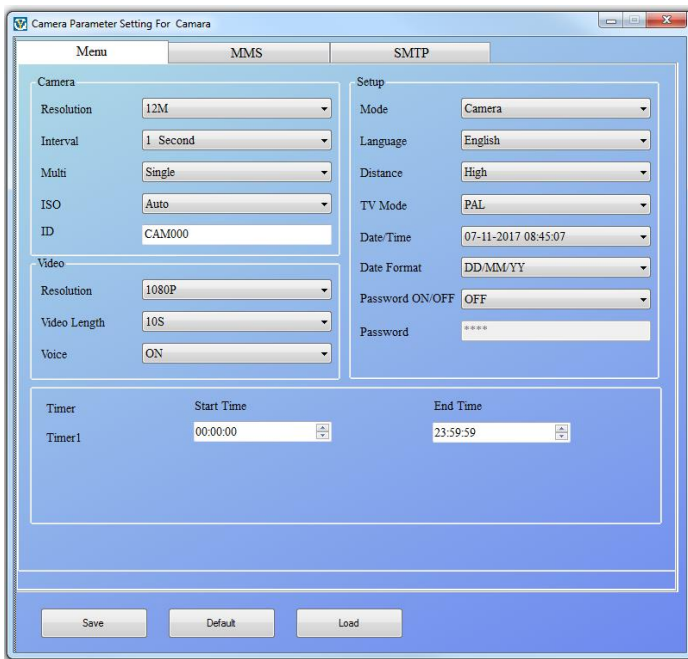 Camera Parameter Setting For Camara
Menu MMS SMTP
Camera
Resolution 12M
Interval 1 Second
Multi Single
ISO Auto
ID CAM000
Video
Resolution 1080P
Video Length 10S
Voice ON
Setup
Mode Camera
Language English
Distance High
TV Mode PAL
Date/Time 07-11-2017 08:45:07
Date Format DD/MM/YY
Password ON/OFF OFF
Password ****
Timer Start Time End Time
Timer1 00:00:00 23:59:59
Save Default Load